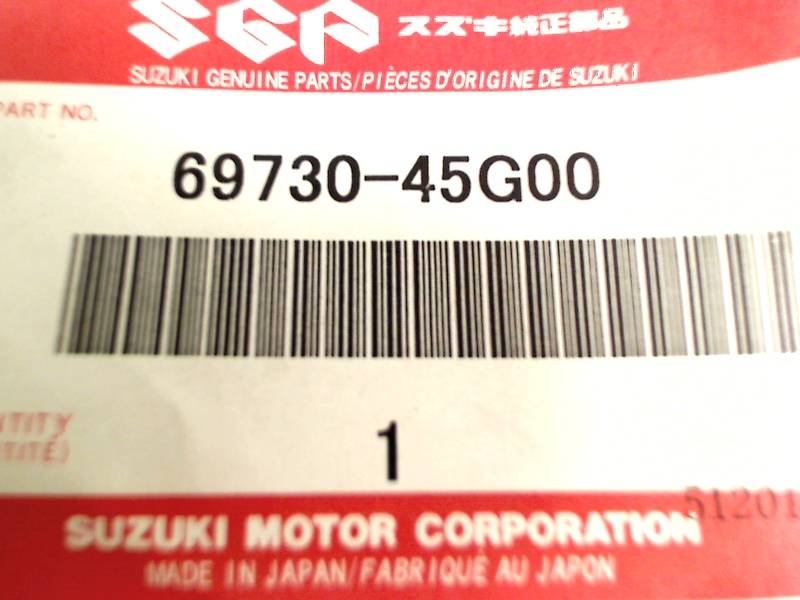 SGP スズキ純正部品
SUZUKI GENUINE PARTS/PIÈCES D'ORIGINE DE SUZUKI
PART NO.
69730-45G00
1
51201
SUZUKI MOTOR CORPORATION
MADE IN JAPAN/FABRIQUÉ AU JAPON